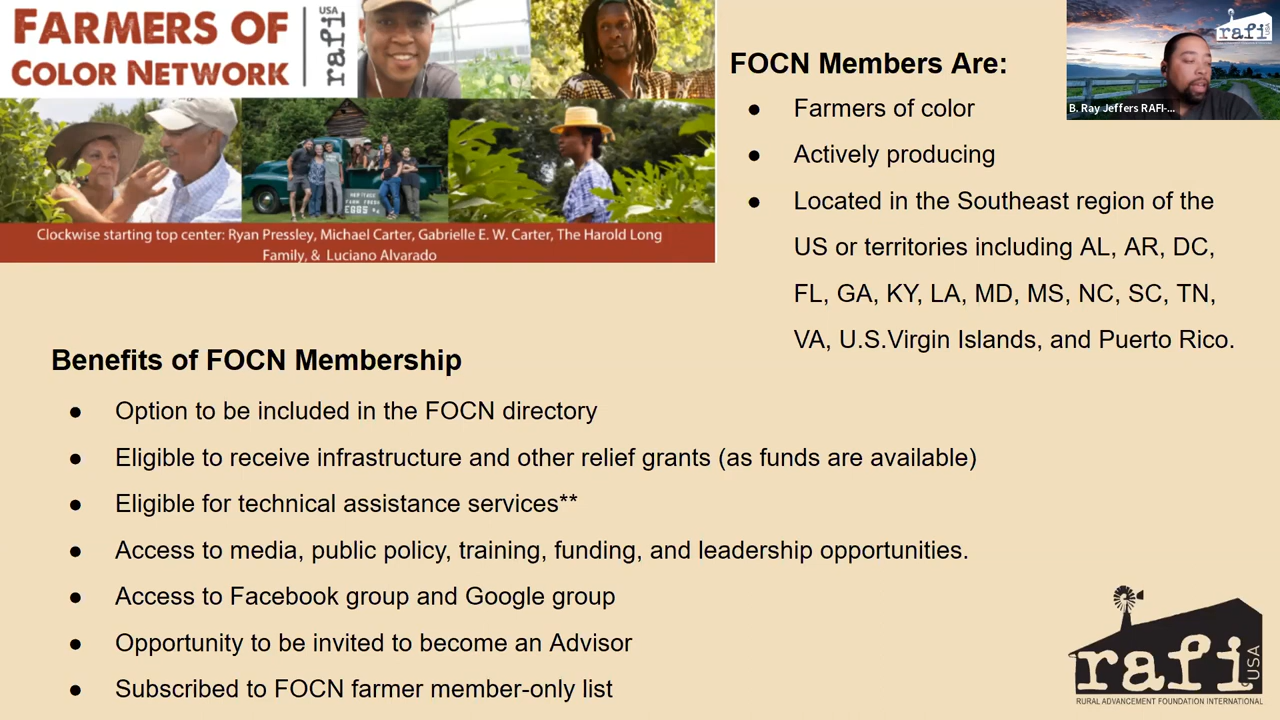 FARMERS OF
COLOR NETWORK
rafi
USA
HERITAGE
FARM FRESH
EGGS $4
Clockwise starting top center: Ryan Pressley, Michael Carter, Gabrielle E. W. Carter, The Harold Long
Family, & Luciano Alvarado
FOCN Members Are:
● Farmers of color
● Actively producing
● Located in the Southeast region of the
US or territories including AL, AR, DC,
FL, GA, KY, LA, MD, MS, NC, SC, TN,
VA, U.S.Virgin Islands, and Puerto Rico.
rafi
USA
B. Ray Jeffers RAFI-...
Benefits of FOCN Membership
● Option to be included in the FOCN directory
● Eligible to receive infrastructure and other relief grants (as funds are available)
● Eligible for technical assistance services**
● Access to media, public policy, training, funding, and leadership opportunities.
● Access to Facebook group and Google group
● Opportunity to be invited to become an Advisor
● Subscribed to FOCN farmer member-only list
rafi
USA
RURAL ADVANCEMENT FOUNDATION INTERNATIONAL